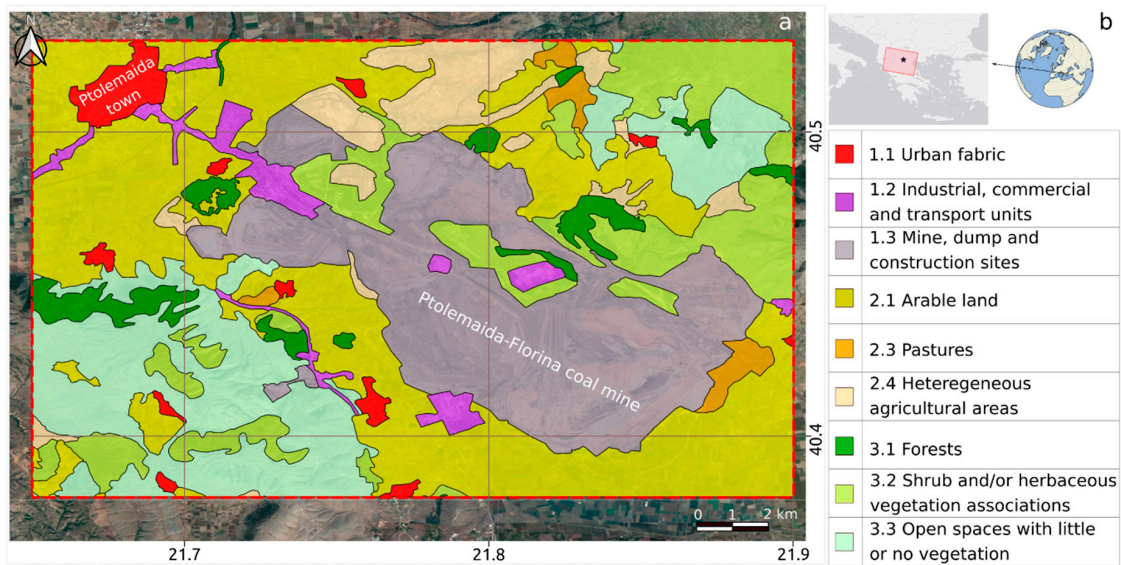 a
b
N
Ptolemaida
town
Ptolemaida-Florina coal mine
40.5
40.4
0 1 2 km
21.7
21.8
21.9
1.1 Urban fabric
1.2 Industrial, commercial
and transport units
1.3 Mine, dump and
construction sites
2.1 Arable land
2.3 Pastures
2.4 Heteregeneous
agricultural areas
3.1 Forests
3.2 Shrub and/or herbaceous
vegetation associations
3.3 Open spaces with little
or no vegetation